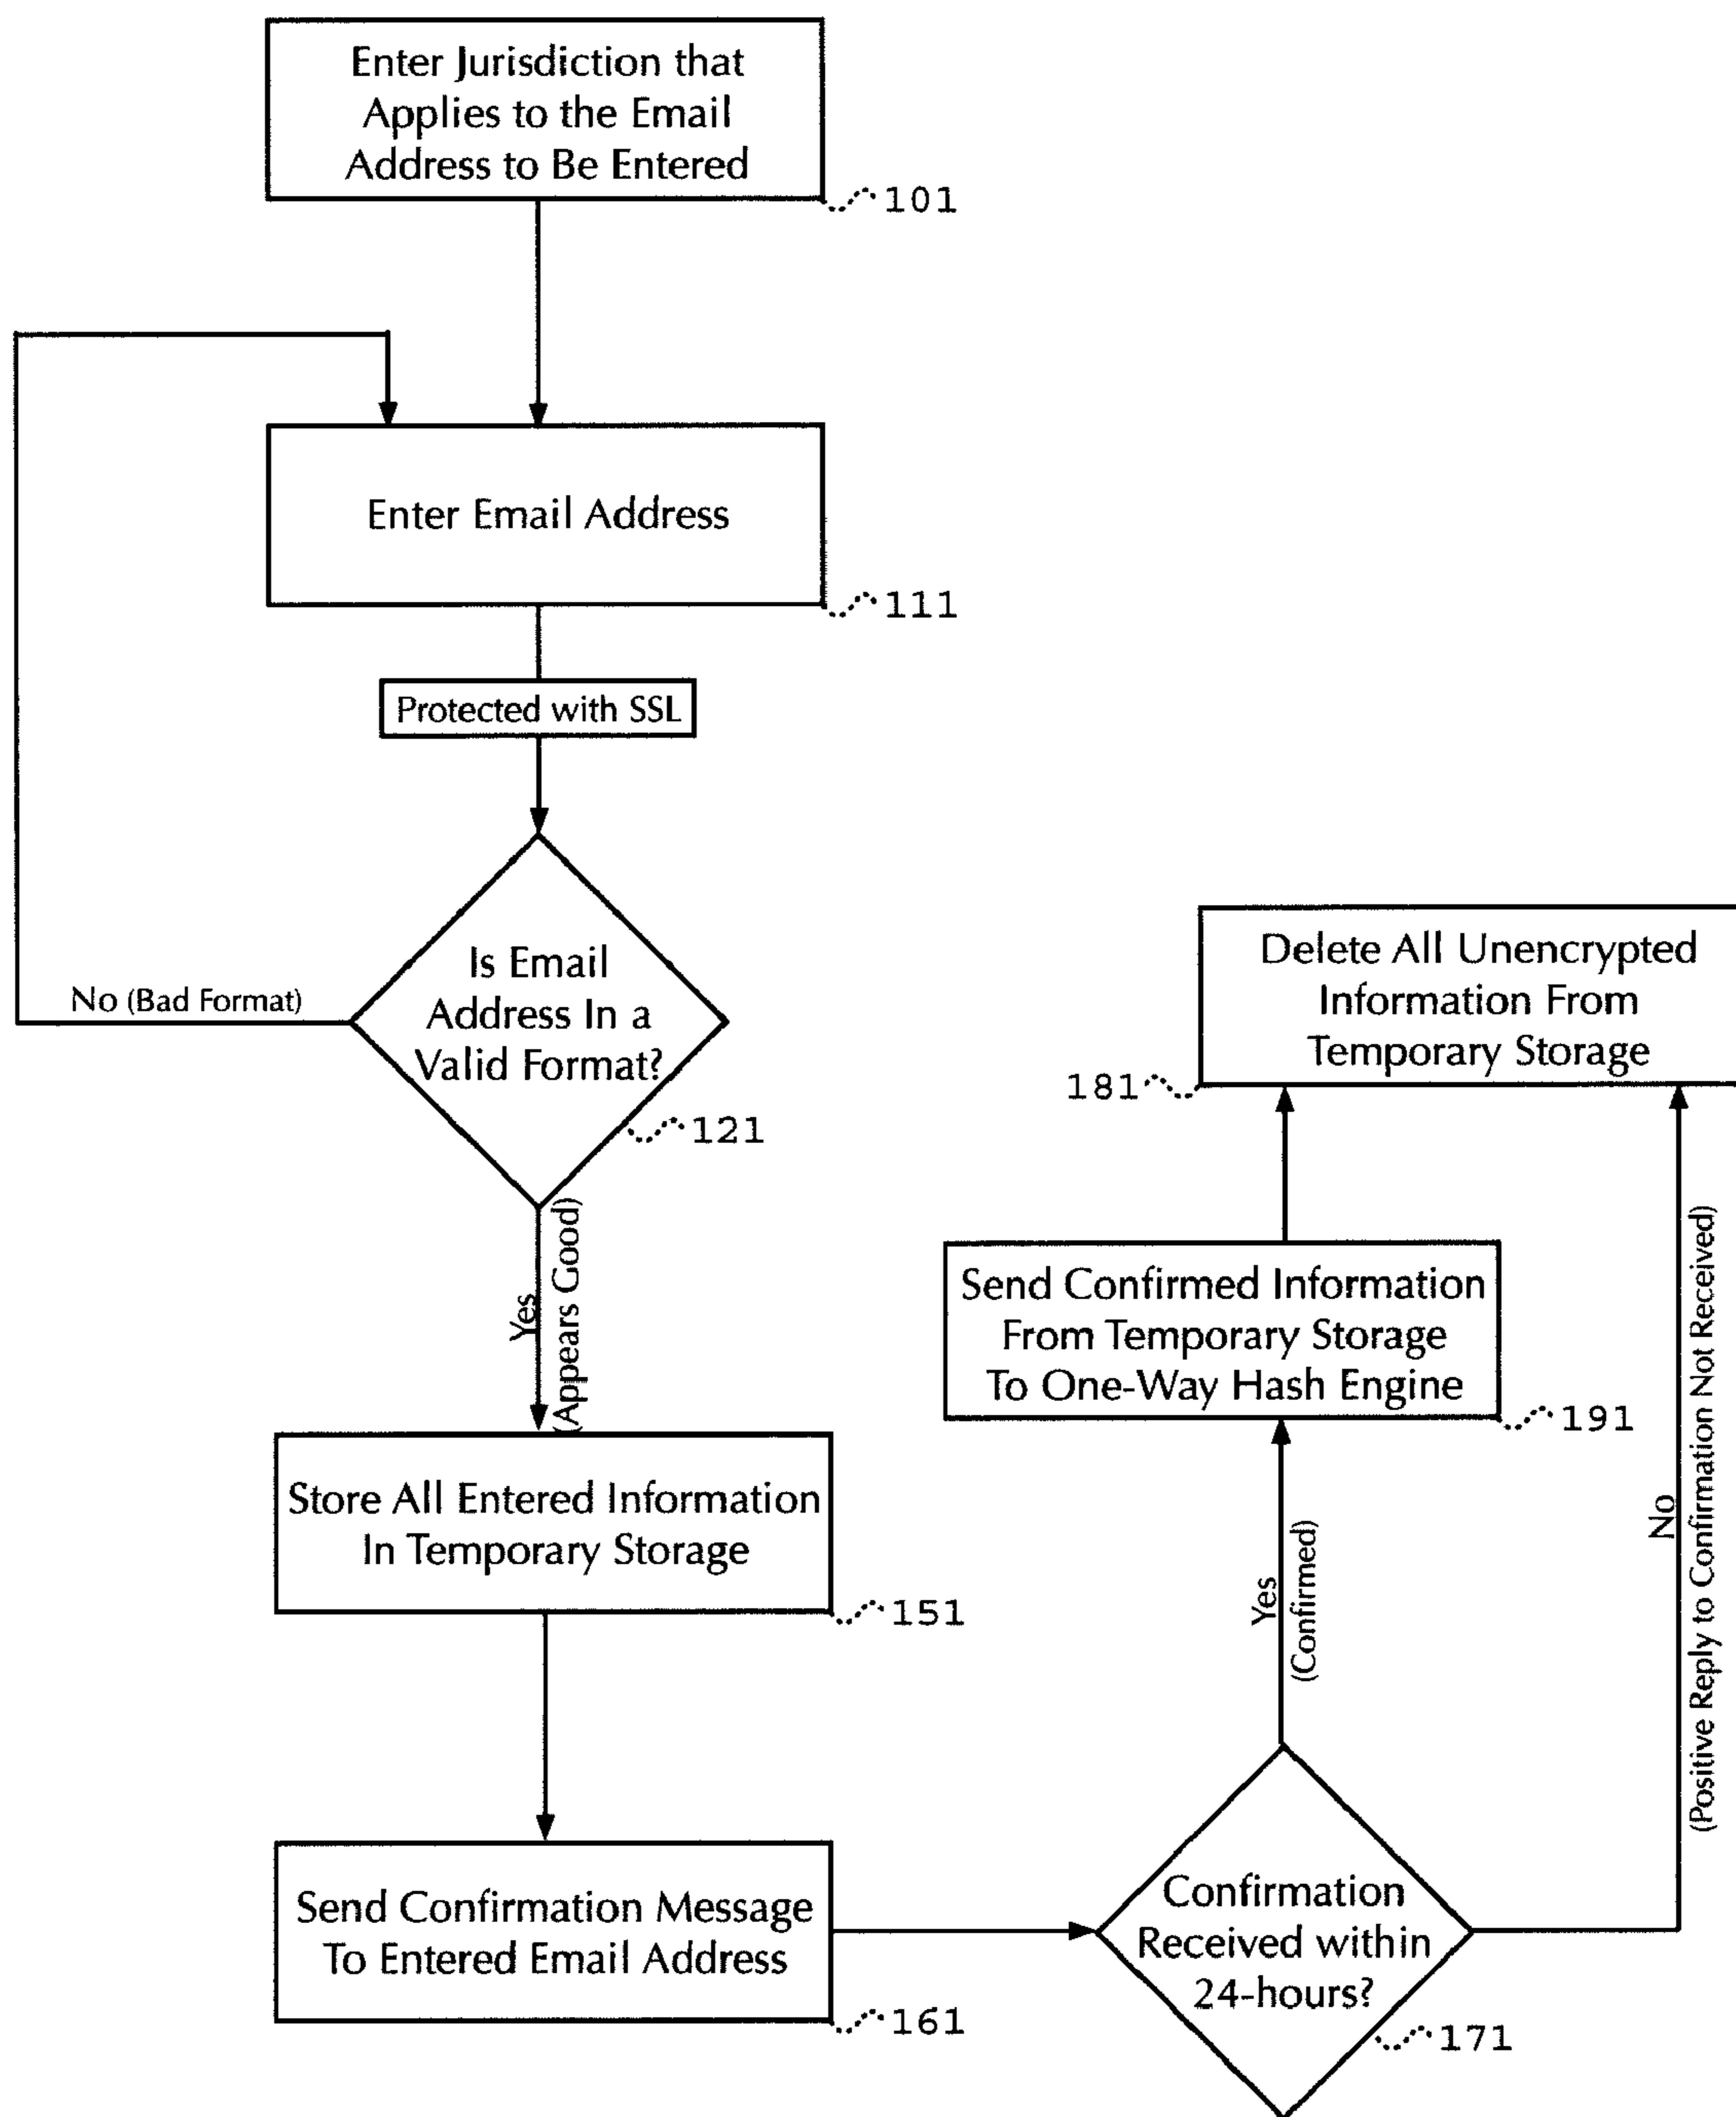 Enter Jurisdiction that
Applies to the Email
Address to Be Entered
101
Enter Email Address
111
Protected with SSL
Is Email
Address In a
Valid Format?
121
No (Bad Format)
Yes
(Appears Good)
Store All Entered Information
In Temporary Storage
151
Send Confirmation Message
To Entered Email Address
161
Confirmation
Received within
24-hours?
171
Yes
(Confirmed)
No
(Positive Reply to Confirmation Not Received)
Send Confirmed Information
From Temporary Storage
To One-Way Hash Engine
191
Delete All Unencrypted
Information From
Temporary Storage
181